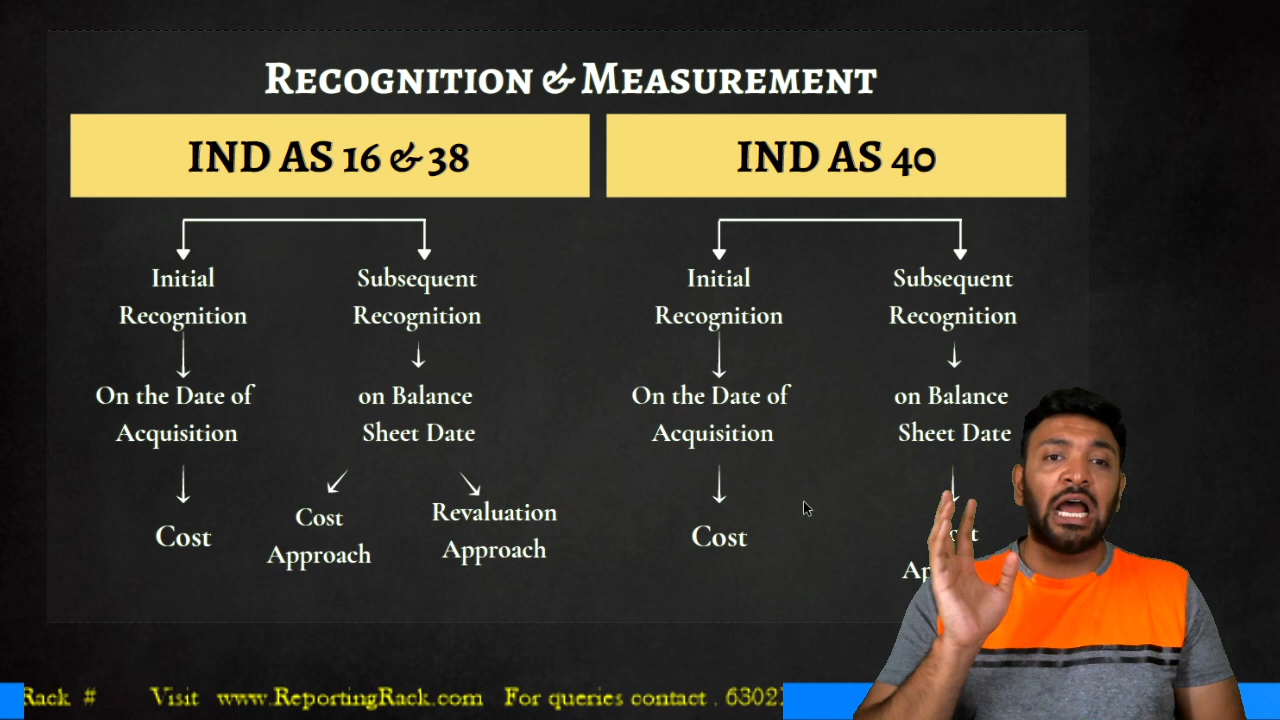 Recognition & Measurement
IND AS 16 & 38
IND AS 40
Initial
Recognition
Subsequent
Recognition
Initial
Recognition
Subsequent
Recognition
On the Date of
Acquisition
on Balance
Sheet Date
On the Date of
Acquisition
on Balance
Sheet Date
Cost
Cost
Approach
Revaluation
Approach
Cost
Rack # Visit www.ReportingRack.com For queries contact . 6302